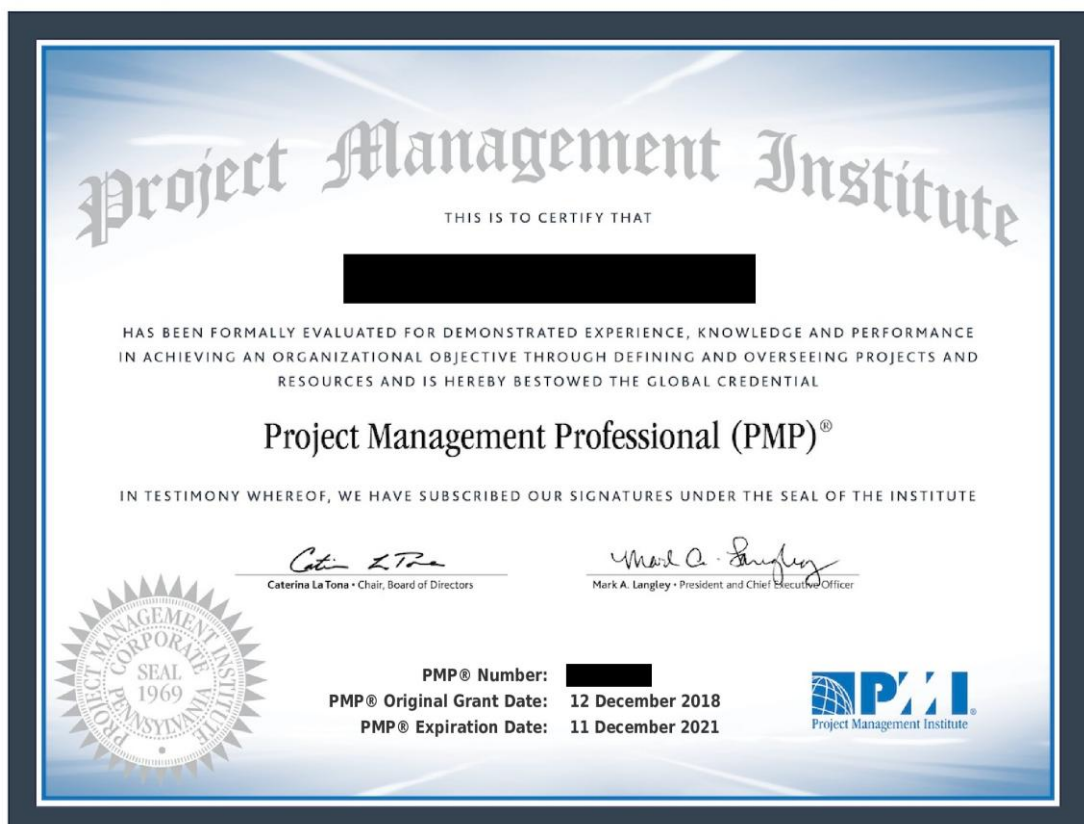 Project Management Institute
THIS IS TO CERTIFY THAT
HAS BEEN FORMALLY EVALUATED FOR DEMONSTRATED EXPERIENCE, KNOWLEDGE AND PERFORMANCE
IN ACHIEVING AN ORGANIZATIONAL OBJECTIVE THROUGH DEFINING AND OVERSEEING PROJECTS AND
RESOURCES AND IS HEREBY BESTOWED THE GLOBAL CREDENTIAL
Project Management Professional (PMP)®
IN TESTIMONY WHEREOF, WE HAVE SUBSCRIBED OUR SIGNATURES UNDER THE SEAL OF THE INSTITUTE
Caterina La Tona • Chair, Board of Directors
Mark A. Langley • President and Chief Executive Officer
PROJECT MANAGEMENT INSTITUTE
CORPORATE
SEAL
1969
PENNSYLVANIA
PMP® Number:
PMP® Original Grant Date: 12 December 2018
PMP® Expiration Date: 11 December 2021
PMI®
Project Management Institute